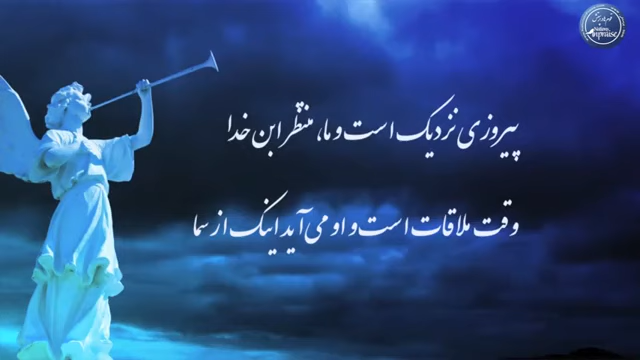 پیروزی نزدیک است و ما، منتظر ابن خدا
وقت ملاقات است و او می آید اینک از سما